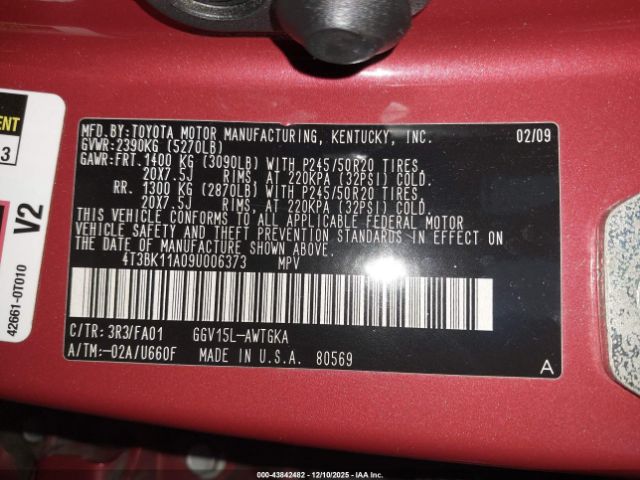 MFD.BY:TOYOTA MOTOR MANUFACTURING, KENTUCKY, INC. 02/09
GVWR:2390KG (5270LB)
GAWR:FRT.1400 KG (3090LB) WITH P245/50R20 TIRES
20X7.5J RIMS, AT 220KPA (32PSI) COLD.
RR. 1300 KG (2870LB) WITH P245/50R20 TIRES
20X7.5J RIMS, AT 220KPA (32PSI) COLD.
THIS VEHICLE CONFORMS TO ALL APPLICABLE FEDERAL MOTOR
VEHICLE SAFETY AND THEFT PREVENTION STANDARDS IN EFFECT ON
THE DATE OF MANUFACTURE SHOWN ABOVE.
4T3BK11A09U006373 MPV
C/TR: 3R3/FA01 GGV15L-AWTGKA
A/TM:-02A/U660F MADE IN U.S.A. 80569
A
ENT
3
V2
42661-0T010
000-43842482 - 12/10/2025 - IAA Inc.